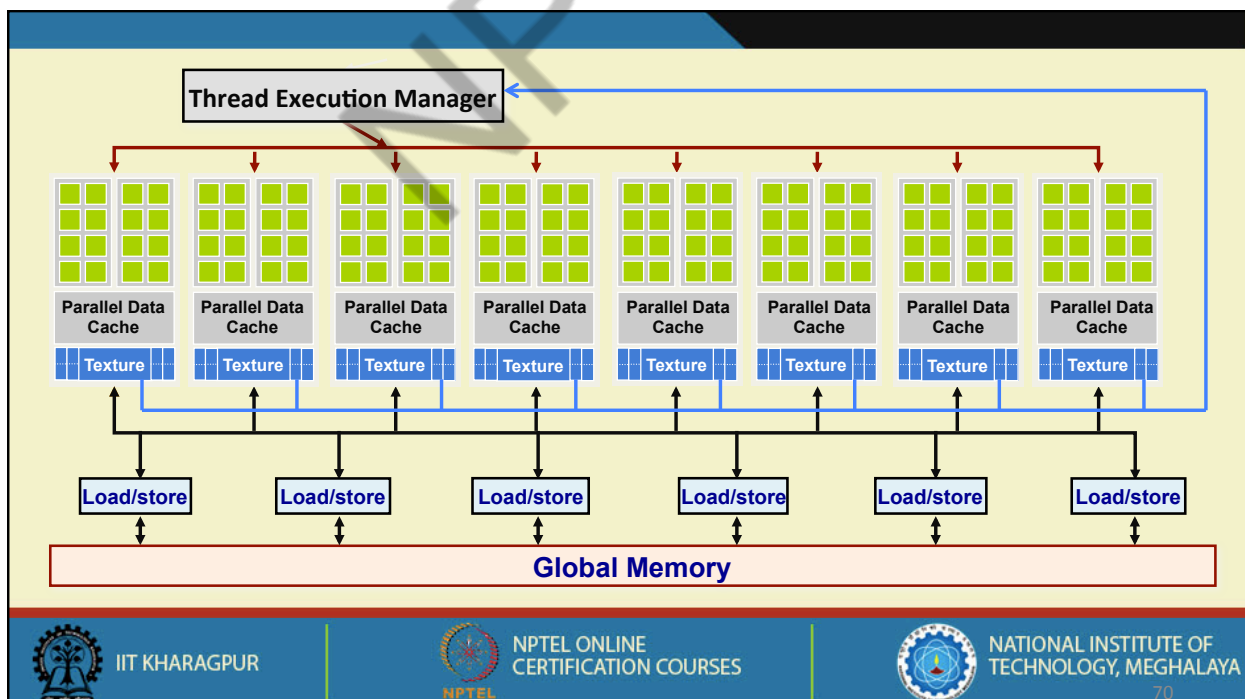 Thread Execution Manager
Parallel Data
Cache
Parallel Data
Cache
Parallel Data
Cache
Parallel Data
Cache
Parallel Data
Cache
Parallel Data
Cache
Parallel Data
Cache
Parallel Data
Cache
Texture
Texture
Texture
Texture
Texture
Texture
Texture
Texture
Load/store
Load/store
Load/store
Load/store
Load/store
Load/store
Global Memory
IIT KHARAGPUR
NPTEL
NPTEL ONLINE
CERTIFICATION COURSES
NATIONAL INSTITUTE OF
TECHNOLOGY, MEGHALAYA
70